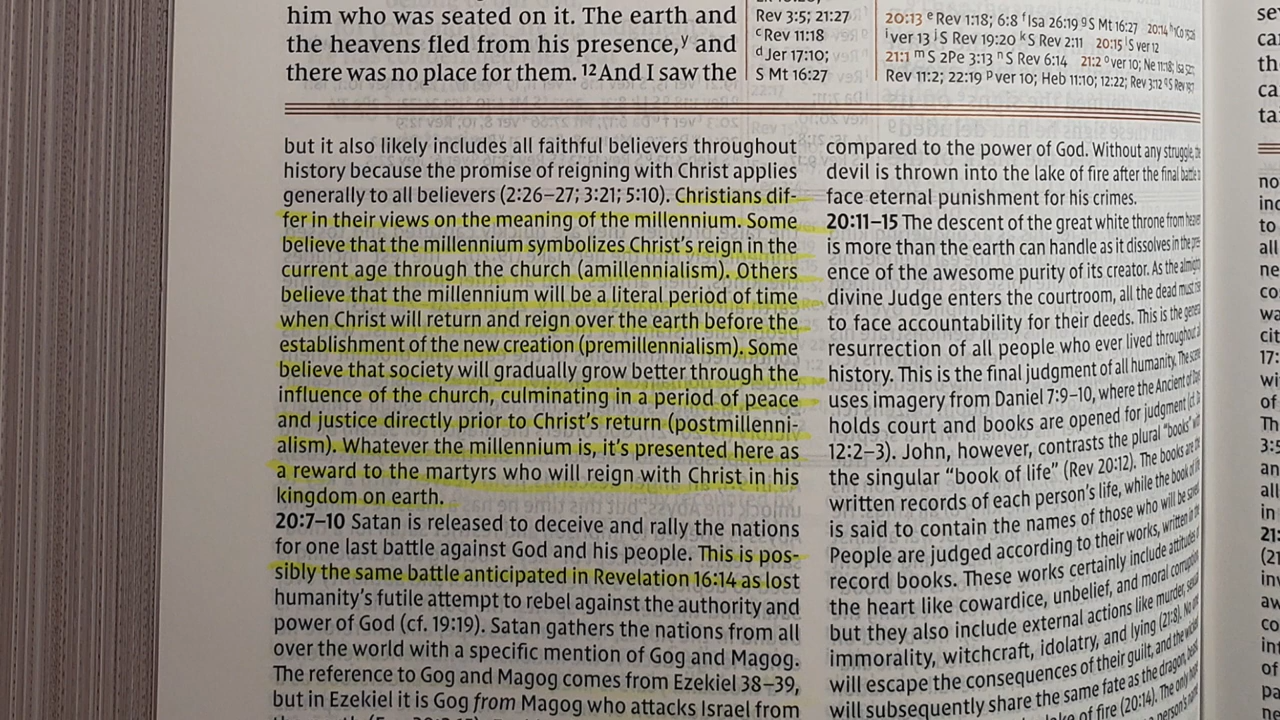 him who was seated on it. The earth and
the heavens fled from his presence,ʸ and
there was no place for them. ¹²And I saw the
Rev 3:5; 21:27
ᶜ Rev 11:18
ᵈ Jer 17:10;
S Mt 16:27
20:13 ᵉ Rev 1:18; 6:8 ᶠ Isa 26:19 ᵍ S Mt 16:27 20:14
ⁱ ver 13 ʲ S Rev 19:20 ᵏ S Rev 2:11 20:15 ˡ S ver 12
21:1 ᵐ S 2Pe 3:13 ⁿ S Rev 6:14 21:2 ᵒ ver 10; Ne 11:18;
Rev 11:2; 22:19 ᵖ ver 10; Heb 11:10; 12:22; Rev 3:12
but it also likely includes all faithful believers throughout
history because the promise of reigning with Christ applies
generally to all believers (2:26–27; 3:21; 5:10). Christians dif-
fer in their views on the meaning of the millennium. Some
believe that the millennium symbolizes Christ's reign in the
current age through the church (amillennialism). Others
believe that the millennium will be a literal period of time
when Christ will return and reign over the earth before the
establishment of the new creation (premillennialism). Some
believe that society will gradually grow better through the
influence of the church, culminating in a period of peace
and justice directly prior to Christ's return (postmillenni-
alism). Whatever the millennium is, it's presented here as
a reward to the martyrs who will reign with Christ in his
kingdom on earth.
20:7–10 Satan is released to deceive and rally the nations
for one last battle against God and his people. This is pos-
sibly the same battle anticipated in Revelation 16:14 as lost
humanity's futile attempt to rebel against the authority and
power of God (cf. 19:19). Satan gathers the nations from all
over the world with a specific mention of Gog and Magog.
The reference to Gog and Magog comes from Ezekiel 38–39,
but in Ezekiel it is Gog from Magog who attacks Israel from
compared to the power of God. Without any struggle, the
devil is thrown into the lake of fire after the final battle to
face eternal punishment for his crimes.
20:11–15 The descent of the great white throne from heaven
is more than the earth can handle as it dissolves in the pres-
ence of the awesome purity of its creator. As the almighty
divine Judge enters the courtroom, all the dead must rise
to face accountability for their deeds. This is the general
resurrection of all people who ever lived throughout all
history. This is the final judgment of all humanity. The scene
uses imagery from Daniel 7:9–10, where the Ancient of Days
holds court and books are opened for judgment (cf. Da
12:2–3). John, however, contrasts the plural "books" with
the singular "book of life" (Rev 20:12). The books are the
written records of each person's life, while the book of life
is said to contain the names of those who will be saved.
People are judged according to their works, written in the
record books. These works certainly include attitudes of
the heart like cowardice, unbelief, and moral corruption,
but they also include external actions like murder, sexual
immorality, witchcraft, idolatry, and lying (21:8). No one
will escape the consequences of their guilt, and the wicked
will subsequently share the same fate as the dragon, beast,
lake of fire (20:14). The only